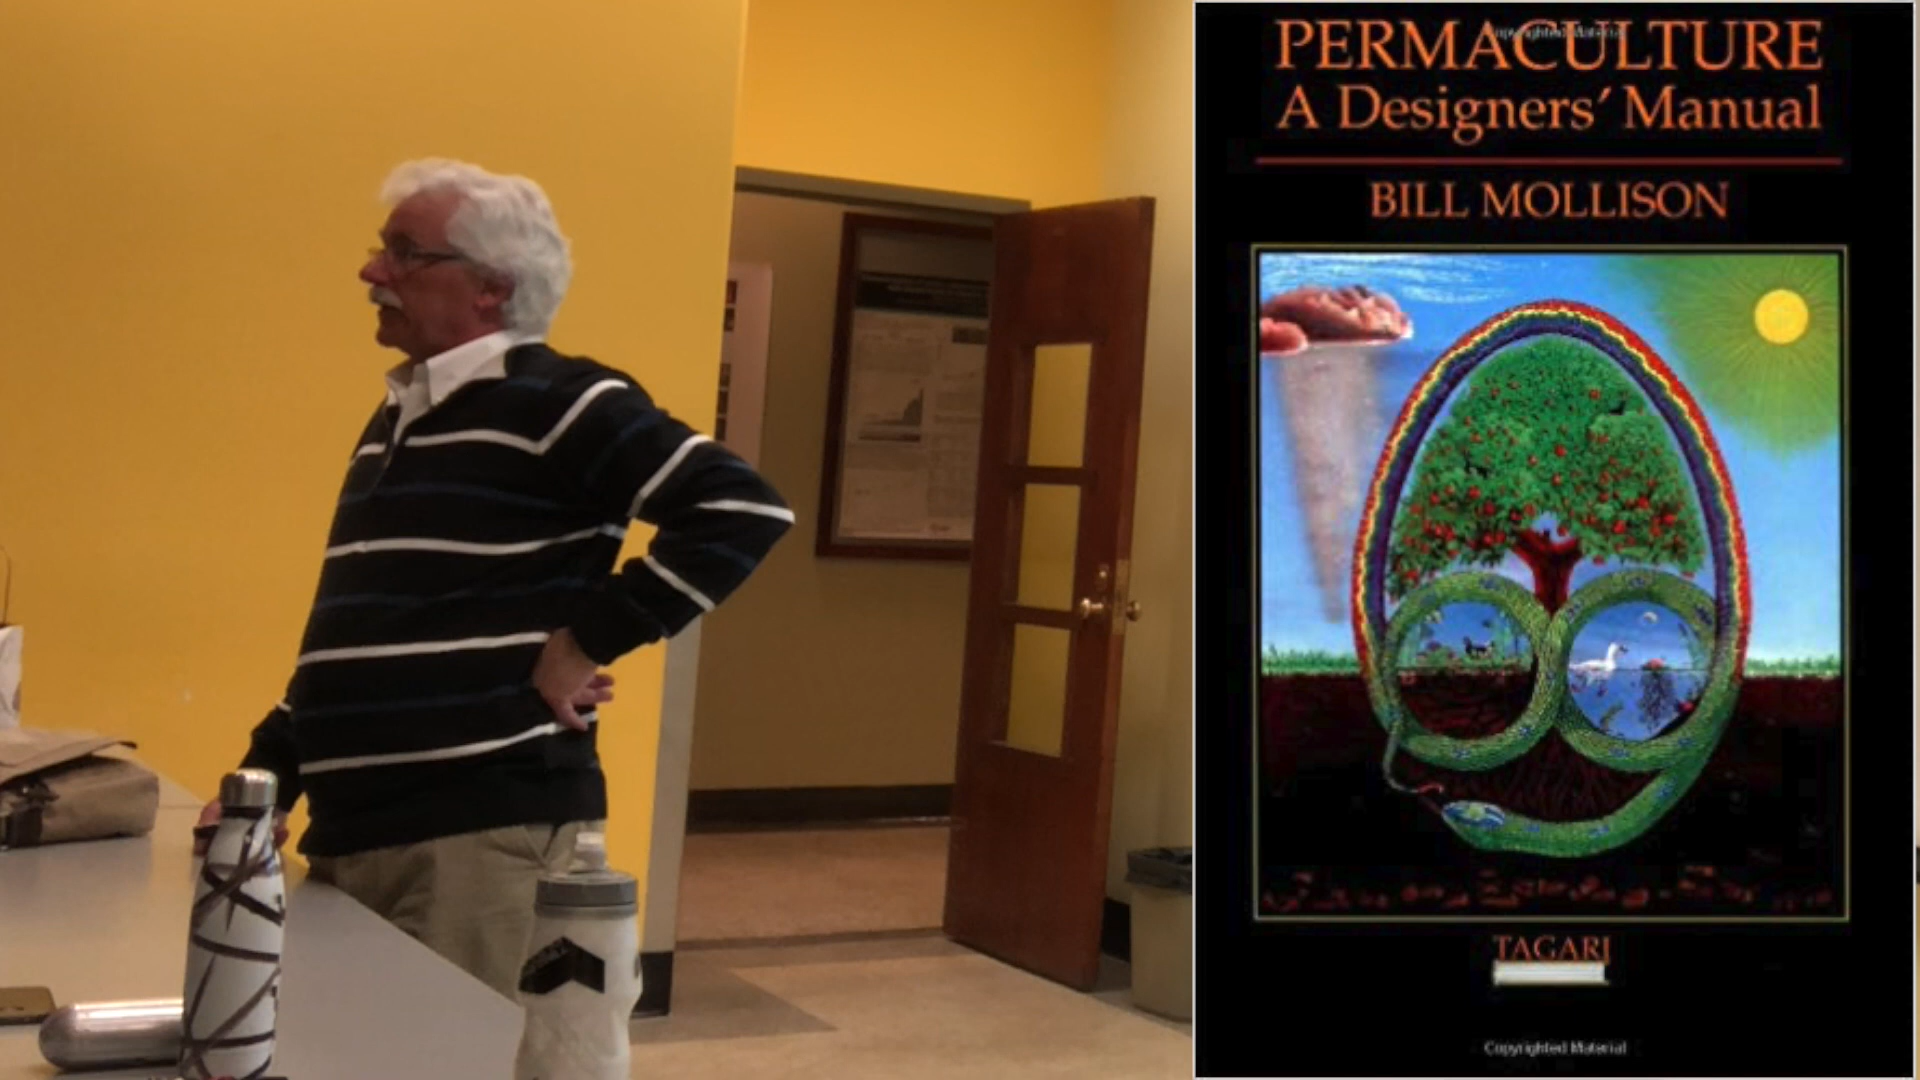 Copyrighted Material
PERMACULTURE
A Designers' Manual
BILL MOLLISON
TAGARI
Copyrighted Material